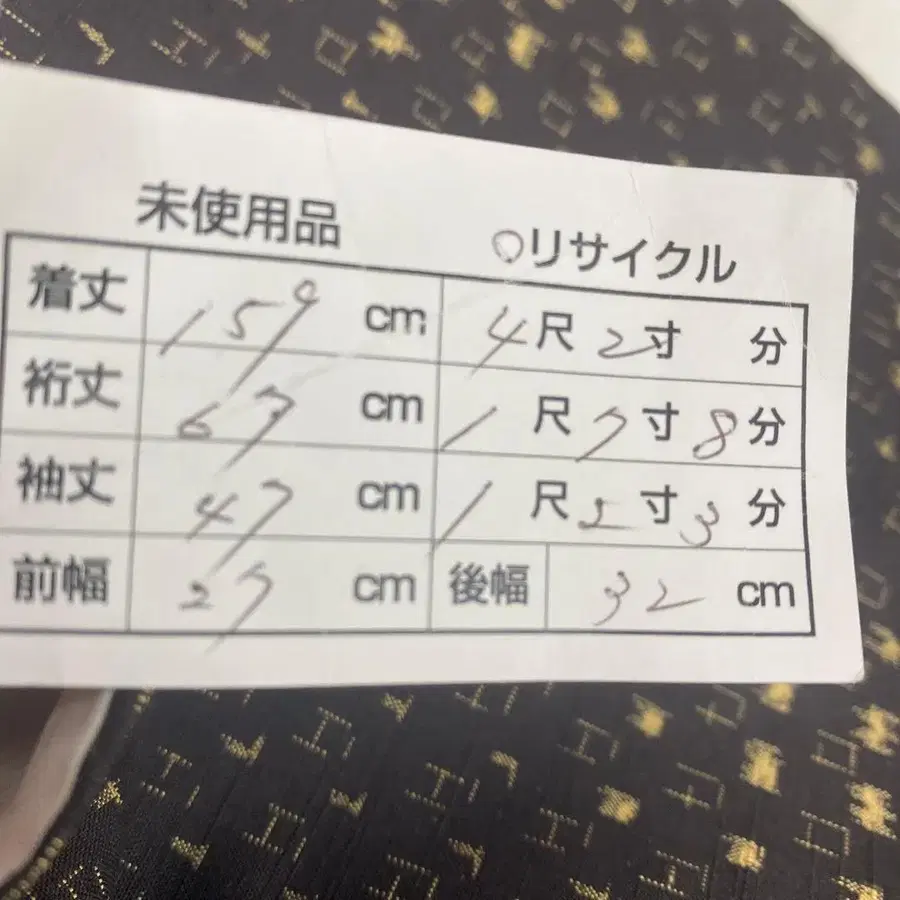 未使用品 ○リサイクル
着丈 159 cm 4尺2寸 分
裄丈 67 cm 1尺7寸8分
袖丈 47 cm 1尺2寸3分
前幅 27 cm 後幅 32 cm